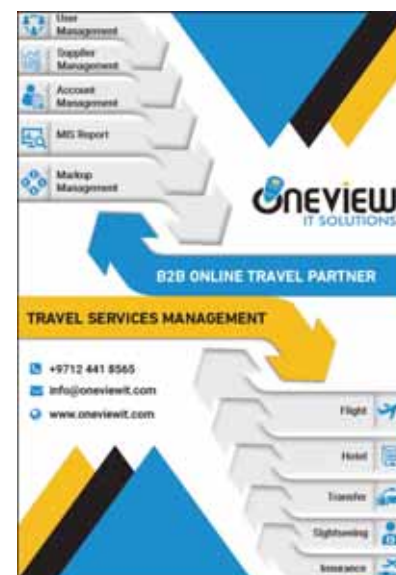 User
Management
Supplier
Management
Account
Management
MIS Report
Markup
Management
ONEVIEW
IT SOLUTIONS
B2B ONLINE TRAVEL PARTNER
TRAVEL SERVICES MANAGEMENT
+9712 441 8565
info@oneviewit.com
www.oneviewit.com
Flight
Hotel
Transfer
Sightseeing
Insurance